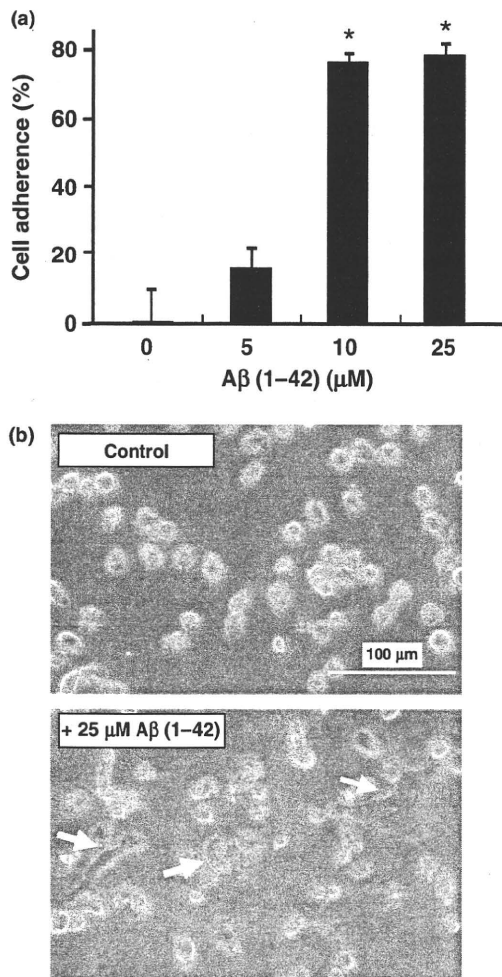 (a)
Cell adherence (%)
80
60
40
20
0
* *
0 5 10 25
Aβ (1–42) (μM)
(b)
Control
100 μm
+ 25 μM Aβ (1–42)